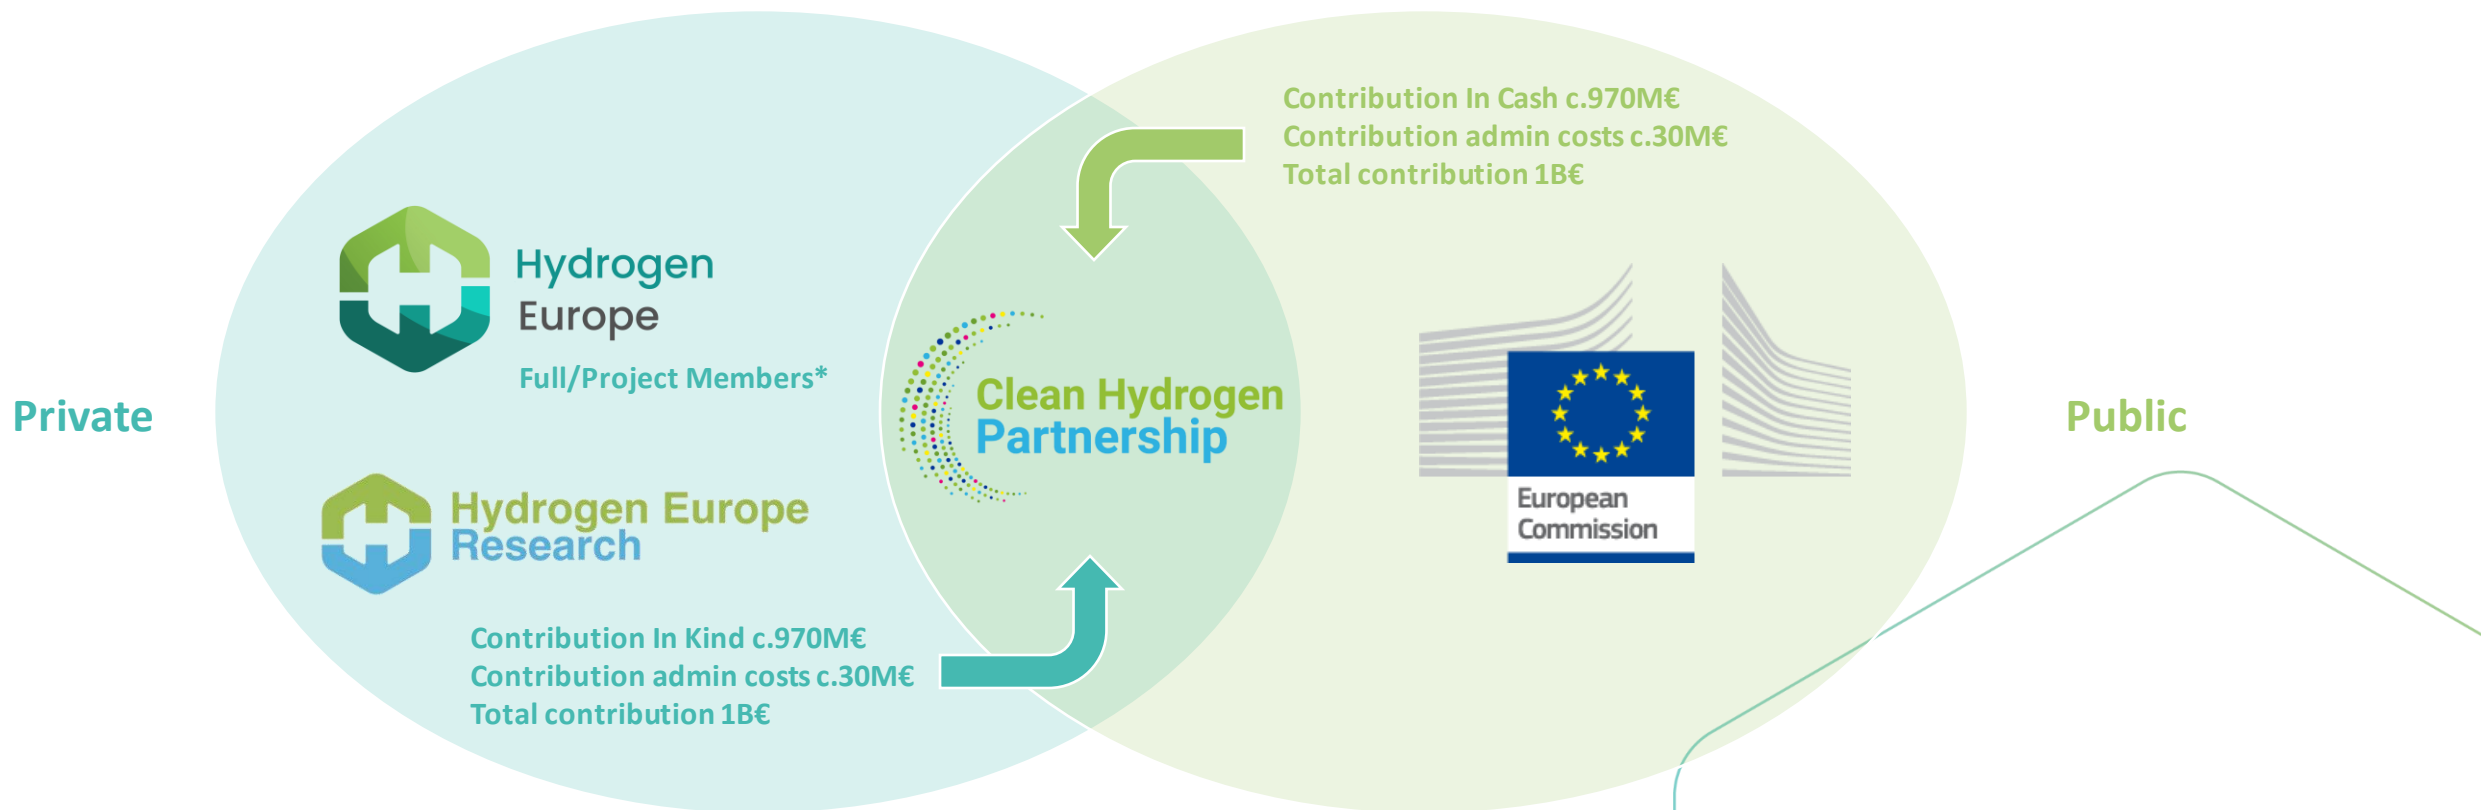 Private
Hydrogen
Europe
Full/Project Members*
Hydrogen Europe
Research
Contribution In Kind c.970M€
Contribution admin costs c.30M€
Total contribution 1B€
Clean Hydrogen
Partnership
Contribution In Cash c.970M€
Contribution admin costs c.30M€
Total contribution 1B€
European
Commission
Public